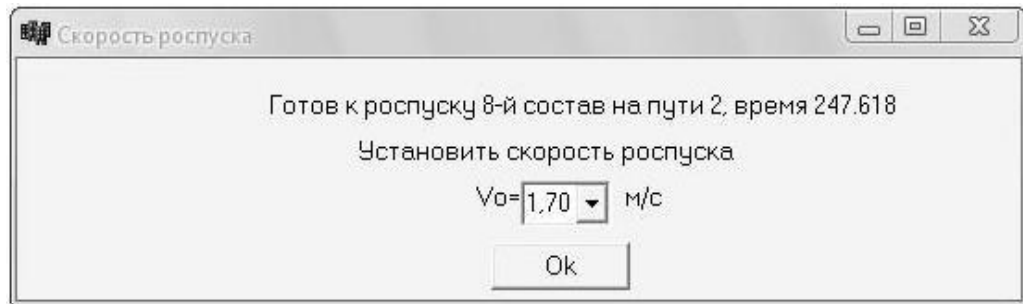 Скорость роспуска
Готов к роспуску 8-й состав на пути 2, время 247.618
Установить скорость роспуска
Vo= 1,70 м/с
Ok